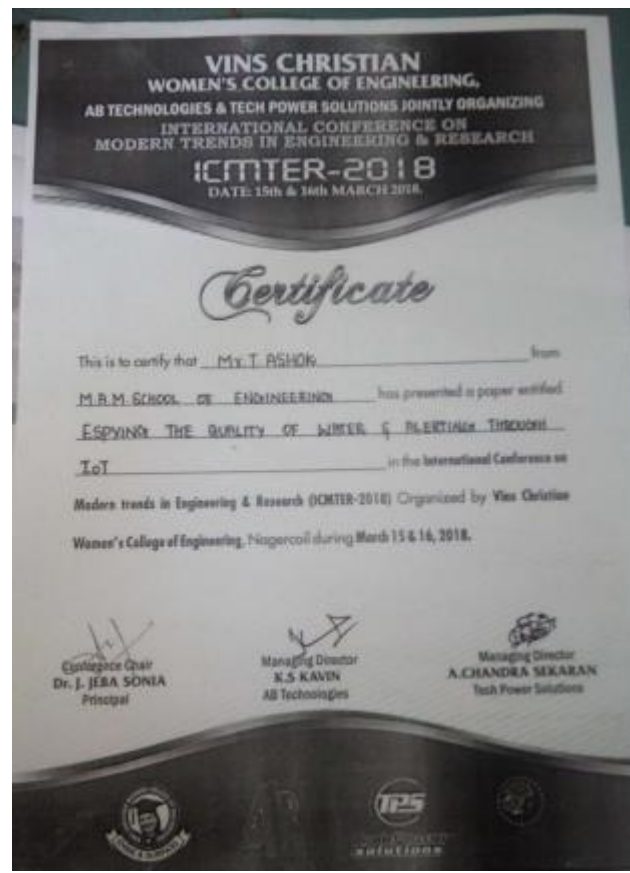 VINS CHRISTIAN
WOMEN'S COLLEGE OF ENGINEERING,
AB TECHNOLOGIES & TECH POWER SOLUTIONS JOINTLY ORGANIZING
INTERNATIONAL CONFERENCE ON
MODERN TRENDS IN ENGINEERING & RESEARCH
ICMTER-2018
DATE: 15th & 16th MARCH 2018.
Certificate
This is to certify that Mr. T ASHOK from
M.A.M SCHOOL OF ENGINEERING has presented a paper entitled
ESPYING THE QUALITY OF WATER & ALERTING THROUGH
IoT in the International Conference on
Modern trends in Engineering & Research (ICMTER-2018) Organized by Vins Christian
Women's College of Engineering, Nagercoil during March 15 & 16, 2018.
Conference Chair
Dr. J. JEBA SONIA
Principal
Managing Director
K.S KAVIN
AB Technologies
Managing Director
A.CHANDRA SEKARAN
Tech Power Solutions
TPS
solutions